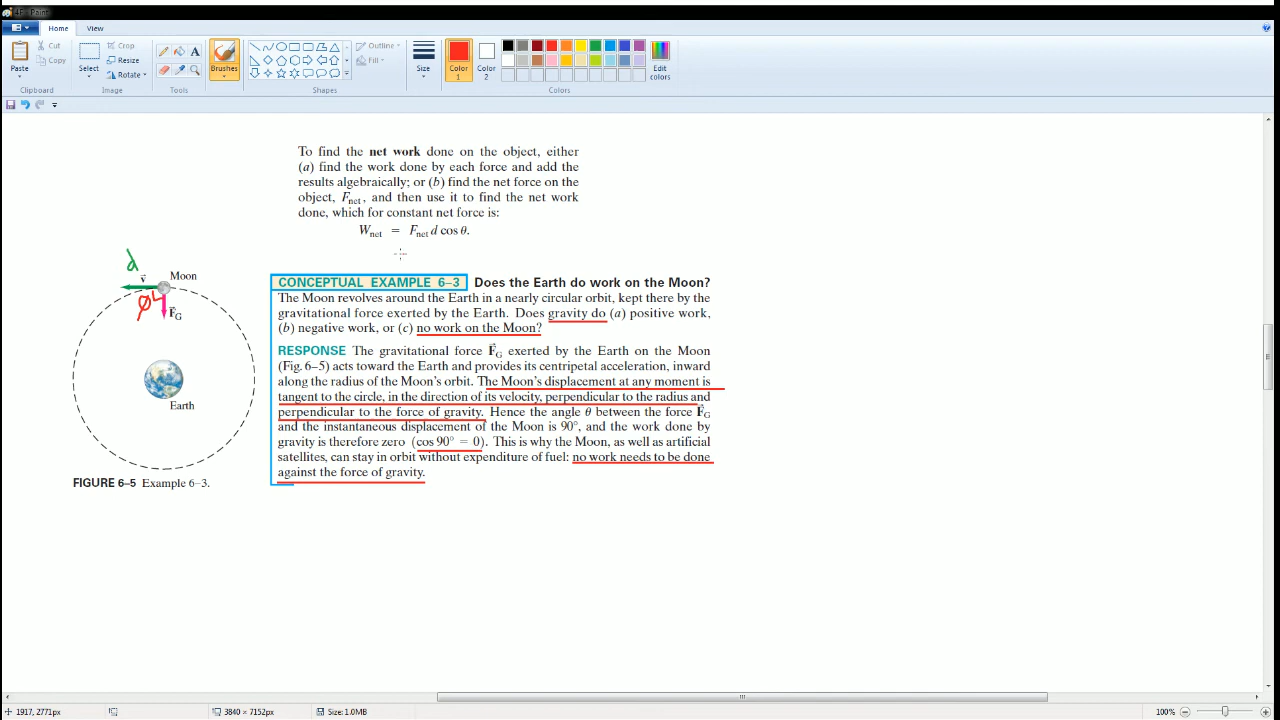 4E - Paint
Home
View
Paste
Cut
Copy
Clipboard
Select
Crop
Resize
Rotate
Image
A
Tools
Brushes
Outline
Fill
Shapes
Size
Color 1
Color 2
Edit colors
Colors
To find the net work done on the object, either
(a) find the work done by each force and add the
results algebraically; or (b) find the net force on the
object, Fnet, and then use it to find the net work
done, which for constant net force is:
Wnet = Fnet d cos θ.
d
v⃗
Moon
F⃗G
Earth
FIGURE 6–5 Example 6–3.
CONCEPTUAL EXAMPLE 6–3 Does the Earth do work on the Moon?
The Moon revolves around the Earth in a nearly circular orbit, kept there by the
gravitational force exerted by the Earth. Does gravity do (a) positive work,
(b) negative work, or (c) no work on the Moon?
RESPONSE The gravitational force F⃗G exerted by the Earth on the Moon
(Fig. 6–5) acts toward the Earth and provides its centripetal acceleration, inward
along the radius of the Moon's orbit. The Moon's displacement at any moment is
tangent to the circle, in the direction of its velocity, perpendicular to the radius and
perpendicular to the force of gravity. Hence the angle θ between the force F⃗G
and the instantaneous displacement of the Moon is 90°, and the work done by
gravity is therefore zero (cos 90° = 0). This is why the Moon, as well as artificial
satellites, can stay in orbit without expenditure of fuel: no work needs to be done
against the force of gravity.
1917, 2771px
3840 × 7152px
Size: 1.0MB
100%